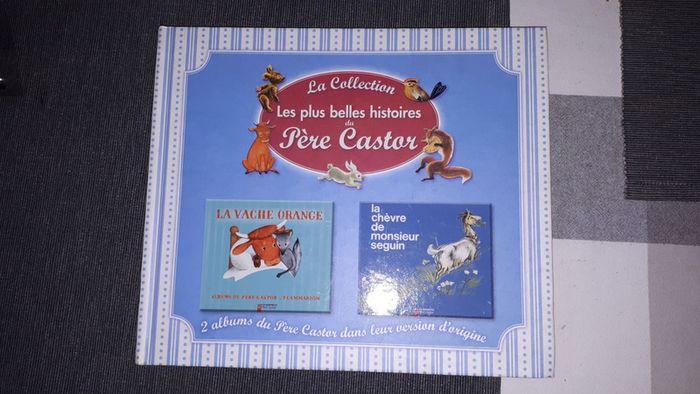 La Collection
Les plus belles histoires
du
Père Castor
LA VACHE ORANGE
ALBUMS DU PÈRE CASTOR . FLAMMARION
la
chèvre
de
monsieur
seguin
2 albums du Père Castor dans leur version d'origine